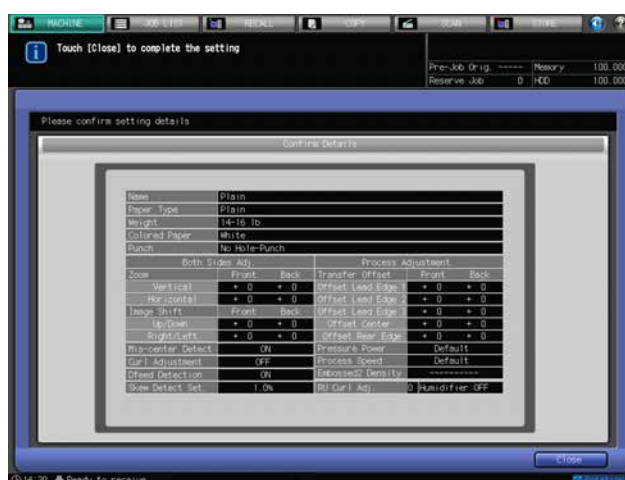 MACHINE JOB LIST RECALL COPY SCAN STORE
Touch [Close] to complete the setting
Pre-Job Orig. ----- Memory 100.00
Reserve Job 0 HDD 100.00
Please confirm setting details
Confirm Details
Name Plain
Paper Type Plain
Weight 14-16 lb
Colored Paper White
Punch No Hole-Punch
Both Sides Adj. Process Adjustment
Zoom Front Back Transfer Offset Front Back
Vertical + 0 + 0 Offset Lead Edge 1 + 0 + 0
Horizontal + 0 + 0 Offset Lead Edge 2 + 0 + 0
Image Shift Front Back Offset Lead Edge 3 + 0 + 0
Up/Down + 0 + 0 Offset Center + 0 + 0
Right/Left + 0 + 0 Offset Rear Edge + 0 + 0
Mis-center Detect ON Pressure Power Default
Curl Adjustment OFF Process Speed Default
Dfeed Detection ON Embossed2 Density ----------
Skew Detect Set. 1.0% RU Curl Adj. 0 Humidifier OFF
Close
14:20 Ready to receive Rotation